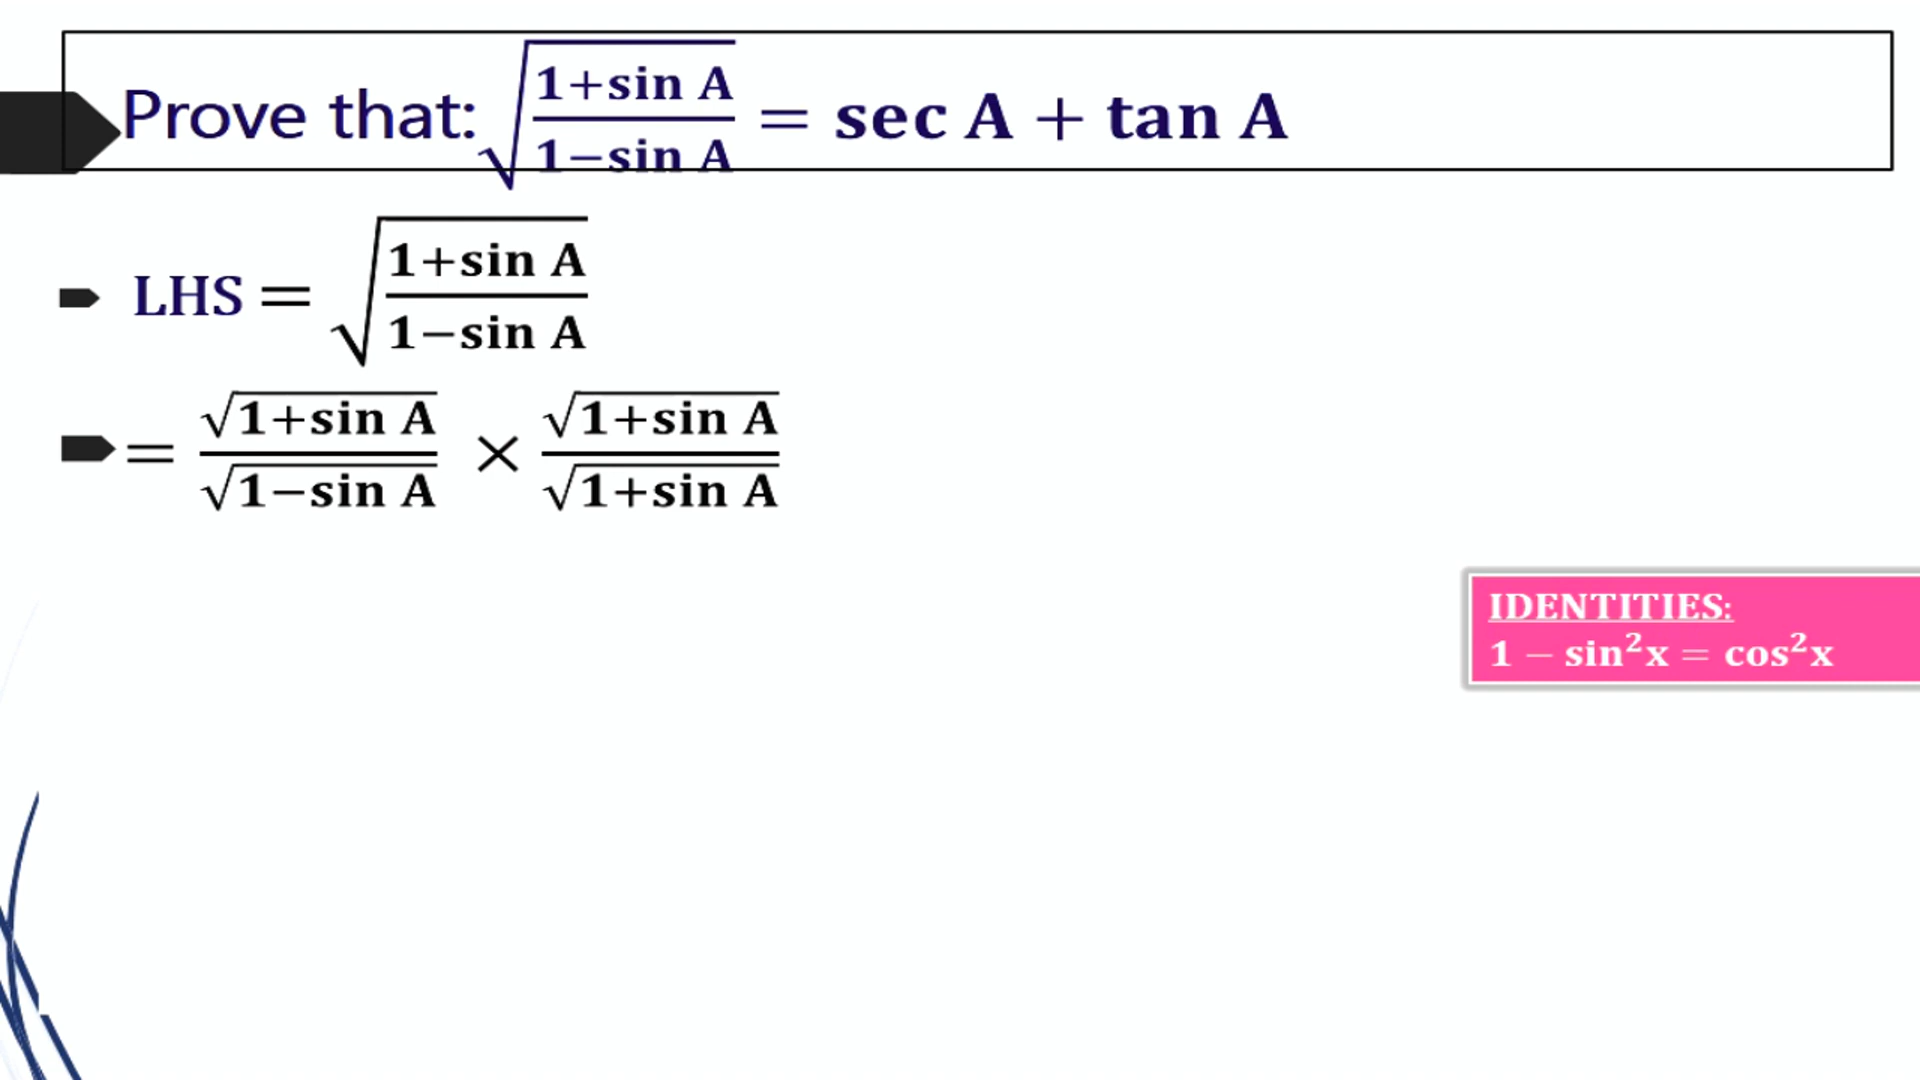 Prove that: √((1+sin A)/(1−sin A)) = sec A + tan A
LHS = √((1+sin A)/(1−sin A))
= √(1+sin A)/√(1−sin A) × √(1+sin A)/√(1+sin A)
IDENTITIES:
1 − sin²x = cos²x